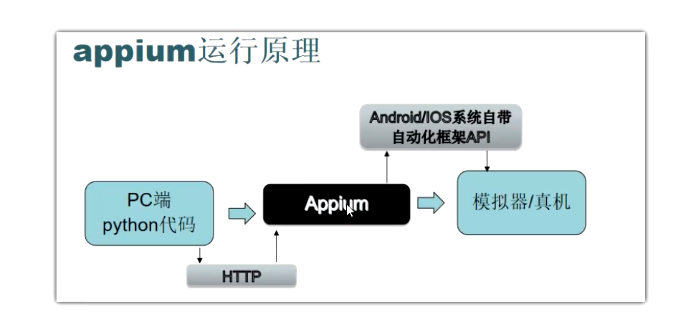 appium运行原理
Android/IOS系统自带
自动化框架API
PC端
python代码
Appium
模拟器/真机
HTTP